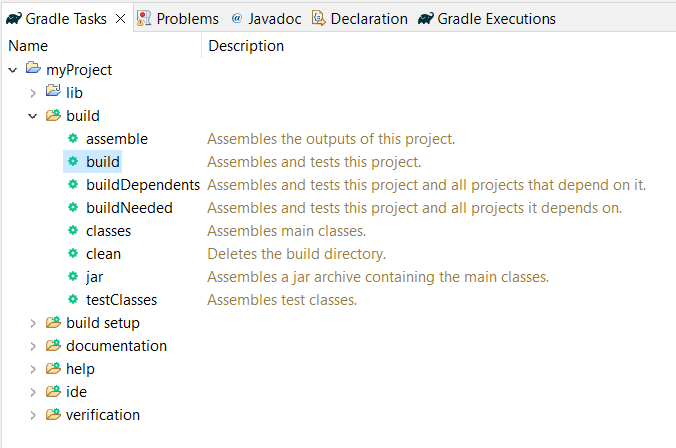 Gradle Tasks Problems Javadoc Declaration Gradle Executions
Name Description
myProject
lib
build
assemble Assembles the outputs of this project.
build Assembles and tests this project.
buildDependents Assembles and tests this project and all projects that depend on it.
buildNeeded Assembles and tests this project and all projects it depends on.
classes Assembles main classes.
clean Deletes the build directory.
jar Assembles a jar archive containing the main classes.
testClasses Assembles test classes.
build setup
documentation
help
ide
verification